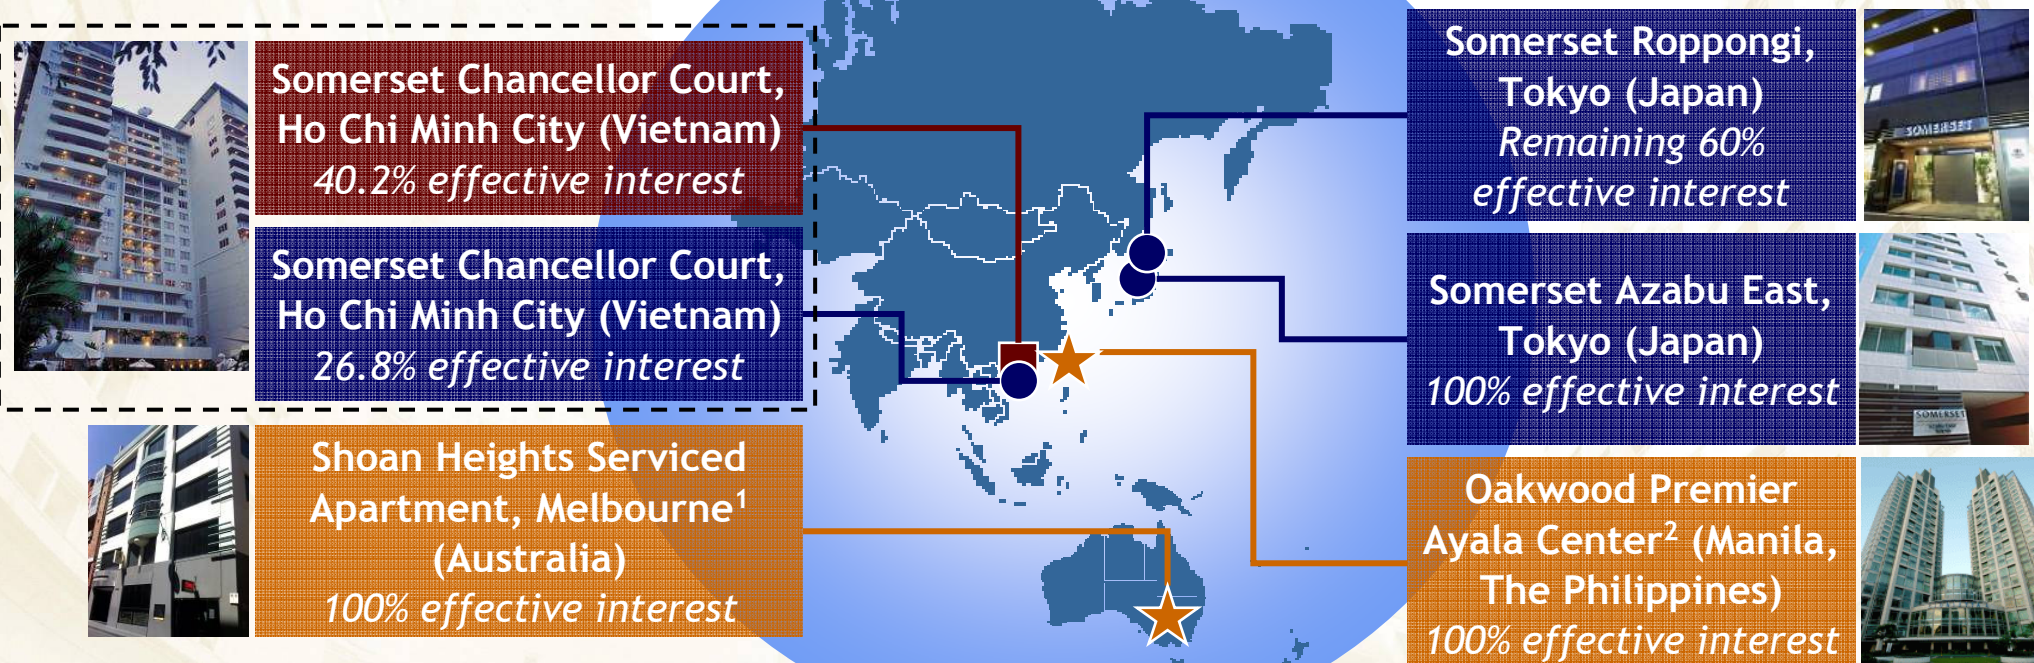 Somerset Chancellor Court,
Ho Chi Minh City (Vietnam)
40.2% effective interest
Somerset Chancellor Court,
Ho Chi Minh City (Vietnam)
26.8% effective interest
Shoan Heights Serviced
Apartment, Melbourne¹
(Australia)
100% effective interest
Somerset Roppongi,
Tokyo (Japan)
Remaining 60%
effective interest
SOMERSET
Somerset Azabu East,
Tokyo (Japan)
100% effective interest
SOMERSET
Oakwood Premier
Ayala Center² (Manila,
The Philippines)
100% effective interest